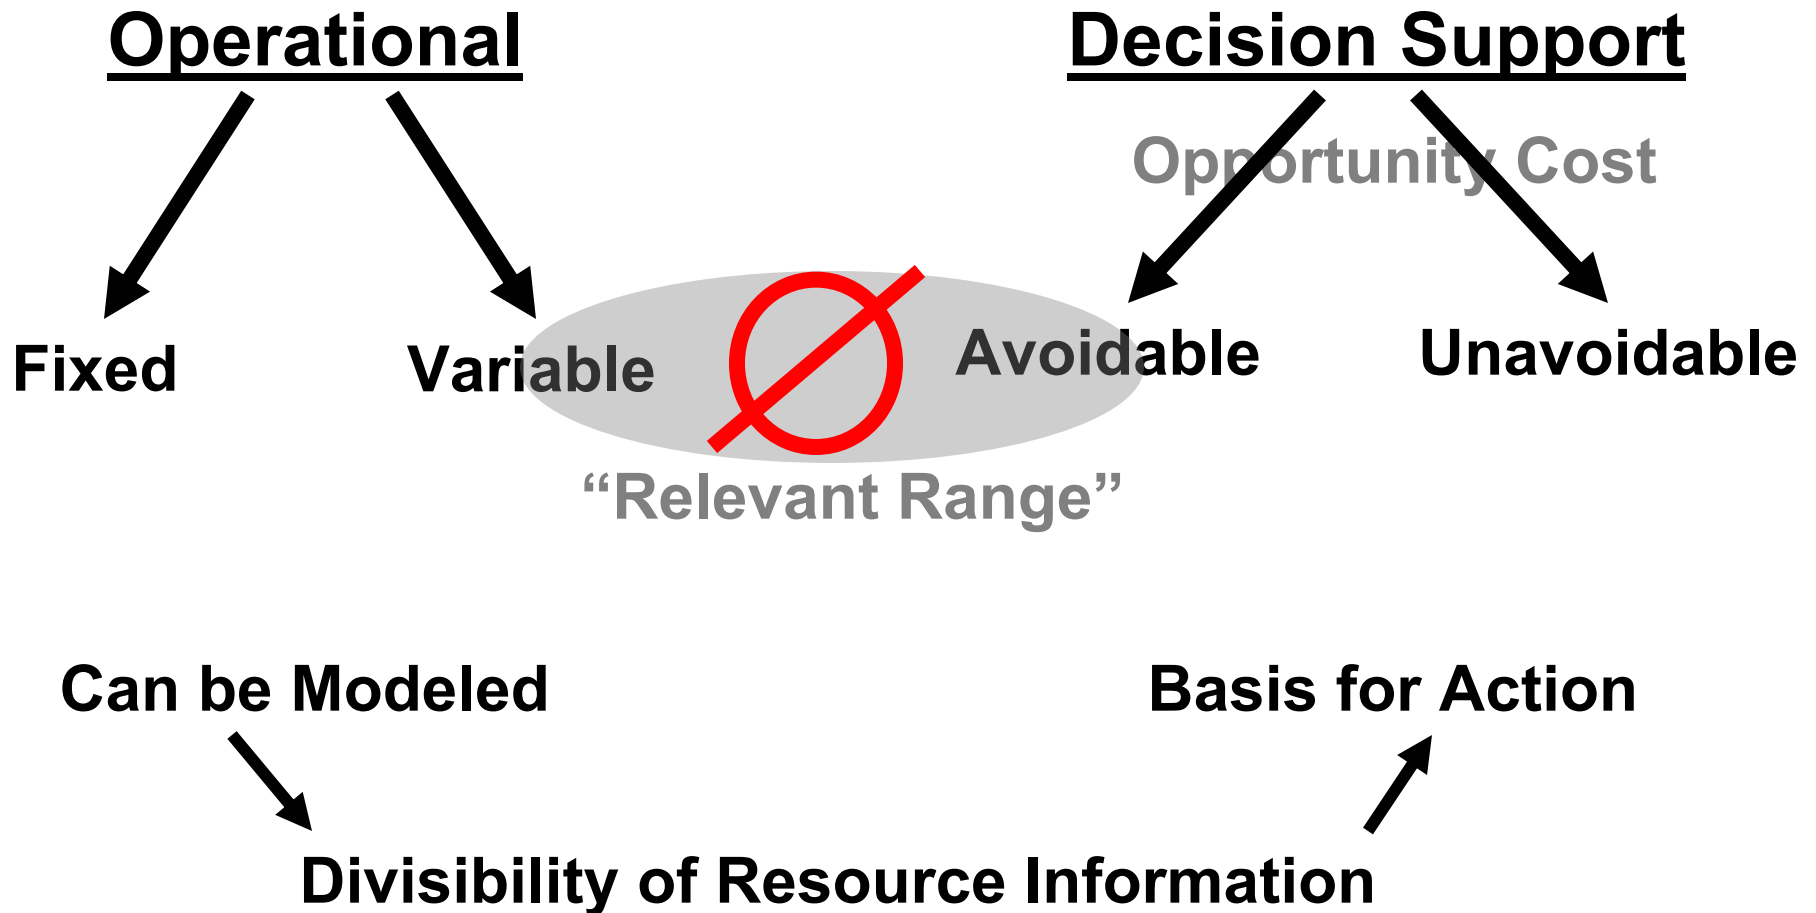 Operational
Decision Support
Opportunity Cost
Fixed
Variable
Avoidable
Unavoidable
“Relevant Range”
Can be Modeled
Basis for Action
Divisibility of Resource Information